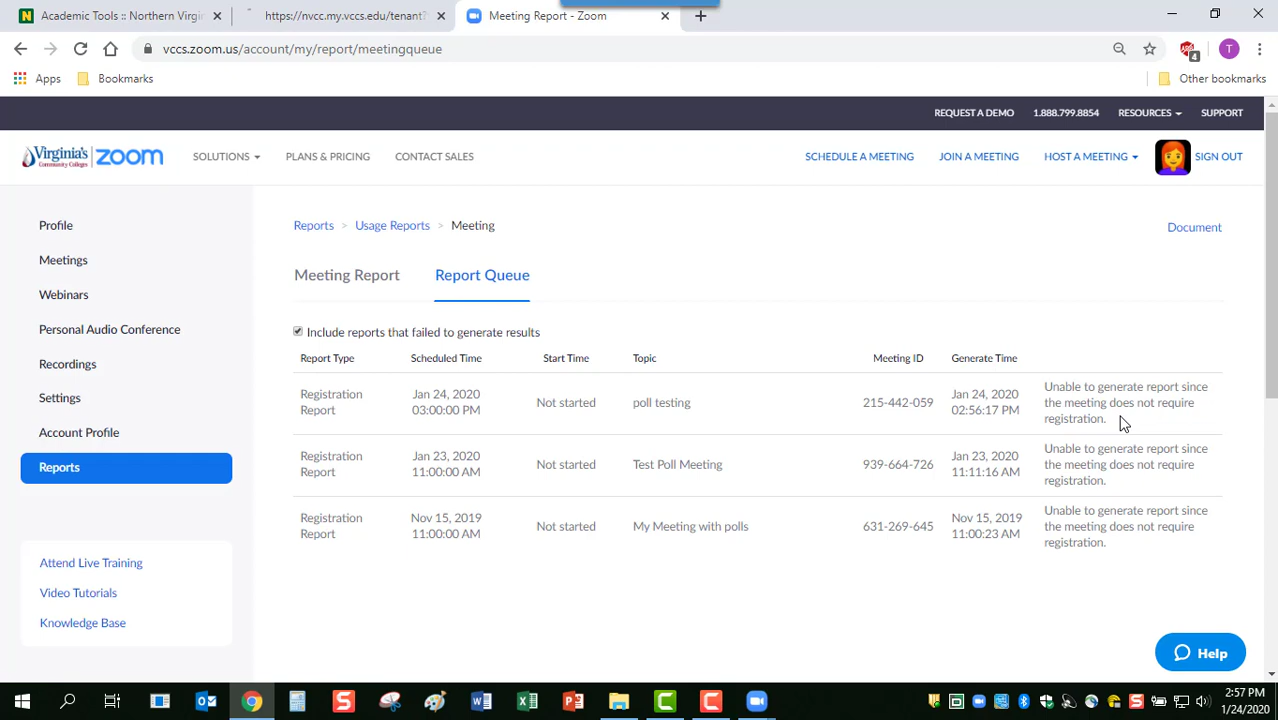 Academic Tools :: Northern Virgi
https://nvcc.my.vccs.edu/tenant?
Meeting Report - Zoom
vccs.zoom.us/account/my/report/meetingqueue
4
T
Apps
Bookmarks
Other bookmarks
REQUEST A DEMO
1.888.799.8854
RESOURCES
SUPPORT
Virginia's
Community Colleges
zoom
SOLUTIONS
PLANS & PRICING
CONTACT SALES
SCHEDULE A MEETING
JOIN A MEETING
HOST A MEETING
SIGN OUT
Profile
Meetings
Webinars
Personal Audio Conference
Recordings
Settings
Account Profile
Reports
Attend Live Training
Video Tutorials
Knowledge Base
Reports > Usage Reports > Meeting
Document
Meeting Report
Report Queue
Include reports that failed to generate results
Report Type Scheduled Time Start Time Topic Meeting ID Generate Time
Registration Jan 24, 2020 Jan 24, 2020 Unable to generate report since
Not started poll testing 215-442-059 the meeting does not require
Report 03:00:00 PM 02:56:17 PM registration.
Registration Jan 23, 2020 Jan 23, 2020 Unable to generate report since
Not started Test Poll Meeting 939-664-726 the meeting does not require
Report 11:00:00 AM 11:11:16 AM registration.
Registration Nov 15, 2019 Nov 15, 2019 Unable to generate report since
Not started My Meeting with polls 631-269-645 the meeting does not require
Report 11:00:00 AM 11:00:23 AM registration.
Help
2:57 PM
1/24/2020